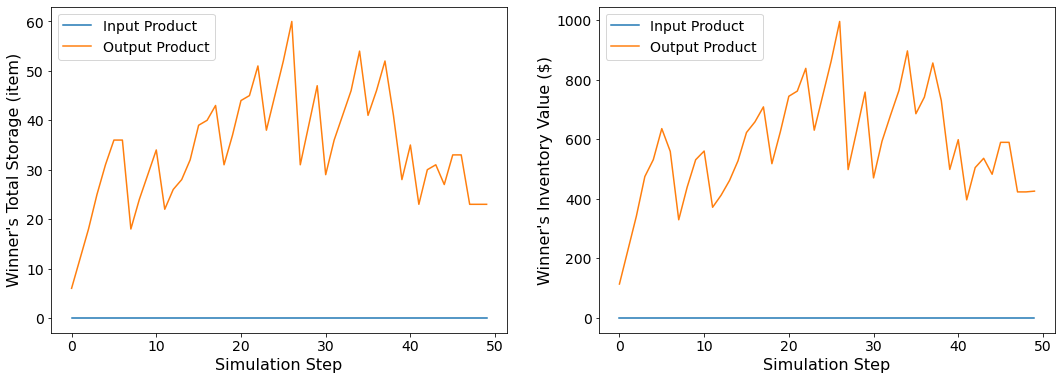 Winner's Total Storage (item)
60
50
40
30
20
10
0
Input Product
Output Product
0 10 20 30 40 50
Simulation Step
Winner's Inventory Value ($)
1000
800
600
400
200
0
Input Product
Output Product
0 10 20 30 40 50
Simulation Step